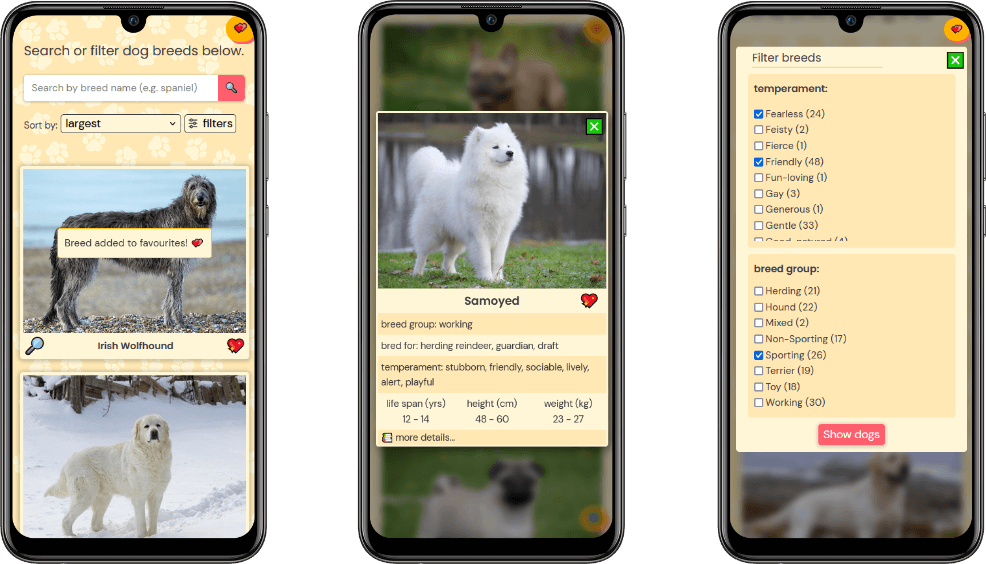 Search or filter dog breeds below.
Search by breed name (e.g. spaniel)
Sort by: largest filters
Breed added to favourites!
Irish Wolfhound
Samoyed
breed group: working
bred for: herding reindeer, guardian, draft
temperament: stubborn, friendly, sociable, lively,
alert, playful
life span (yrs) height (cm) weight (kg)
12 - 14 48 - 60 23 - 27
more details...
Filter breeds
temperament:
Fearless (24)
Feisty (2)
Fierce (1)
Friendly (48)
Fun-loving (1)
Gay (3)
Generous (1)
Gentle (33)
Good-natured (4)
breed group:
Herding (21)
Hound (22)
Mixed (2)
Non-Sporting (17)
Sporting (26)
Terrier (19)
Toy (18)
Working (30)
Show dogs